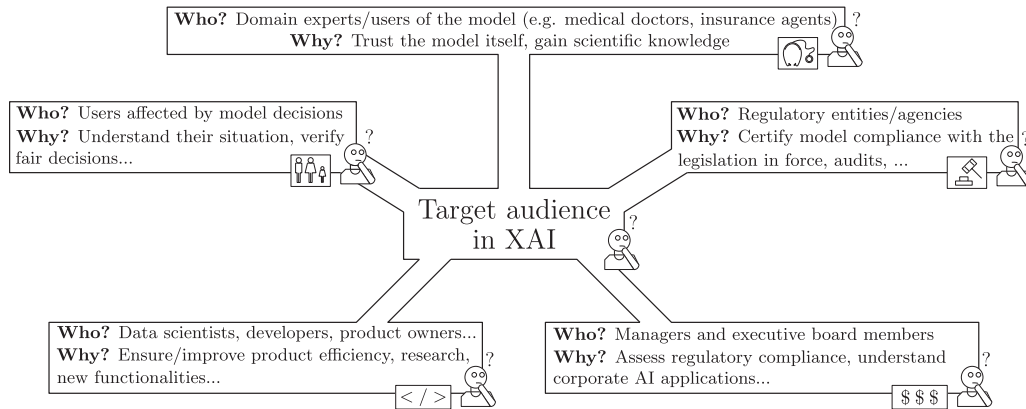 Who? Domain experts/users of the model (e.g. medical doctors, insurance agents)
?
Why? Trust the model itself, gain scientific knowledge
Who? Users affected by model decisions
Why? Understand their situation, verify
fair decisions...
?
Who? Regulatory entities/agencies
Why? Certify model compliance with the
legislation in force, audits, ...
?
Target audience
in XAI
?
Who? Data scientists, developers, product owners...
Why? Ensure/improve product efficiency, research,
new functionalities...
?
< / >
Who? Managers and executive board members
Why? Assess regulatory compliance, understand
corporate AI applications...
?
$ $ $